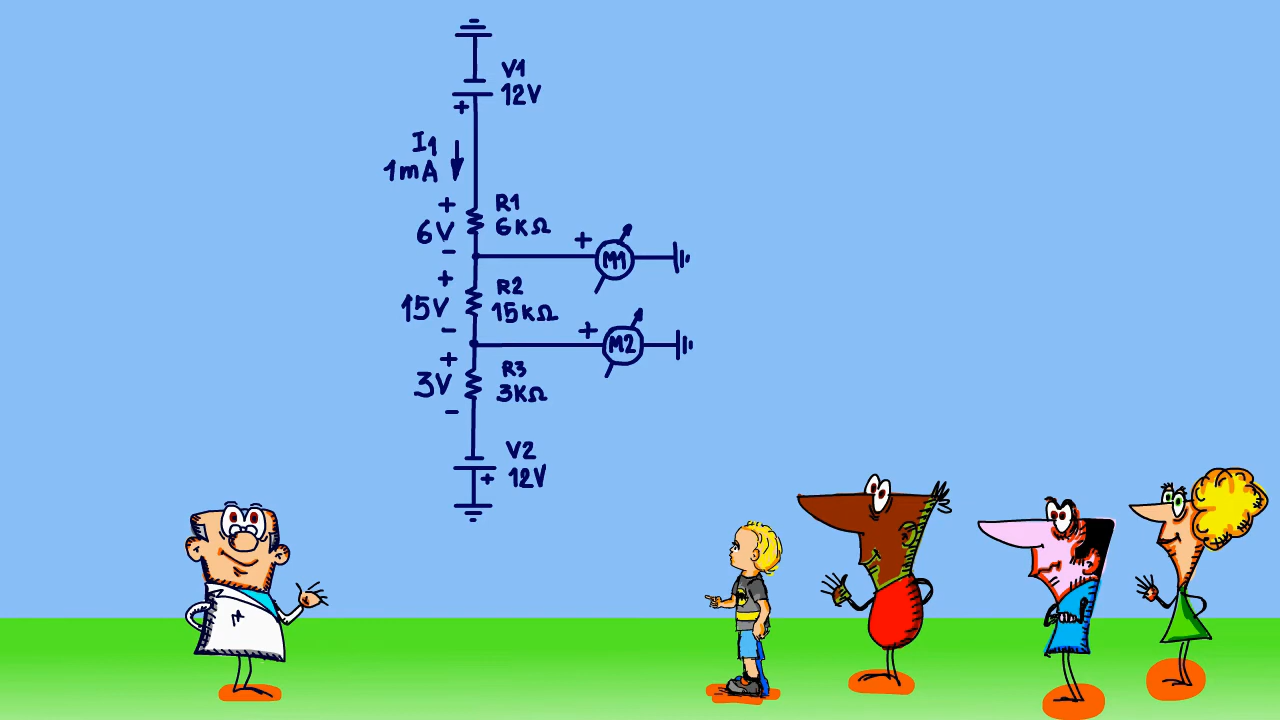 V1
12V
+
I1
1mA
+
R1
6V
6KΩ
-
+
M1
+
R2
15V
15KΩ
-
+
M2
+
R3
3V
3KΩ
-
V2
+
12V